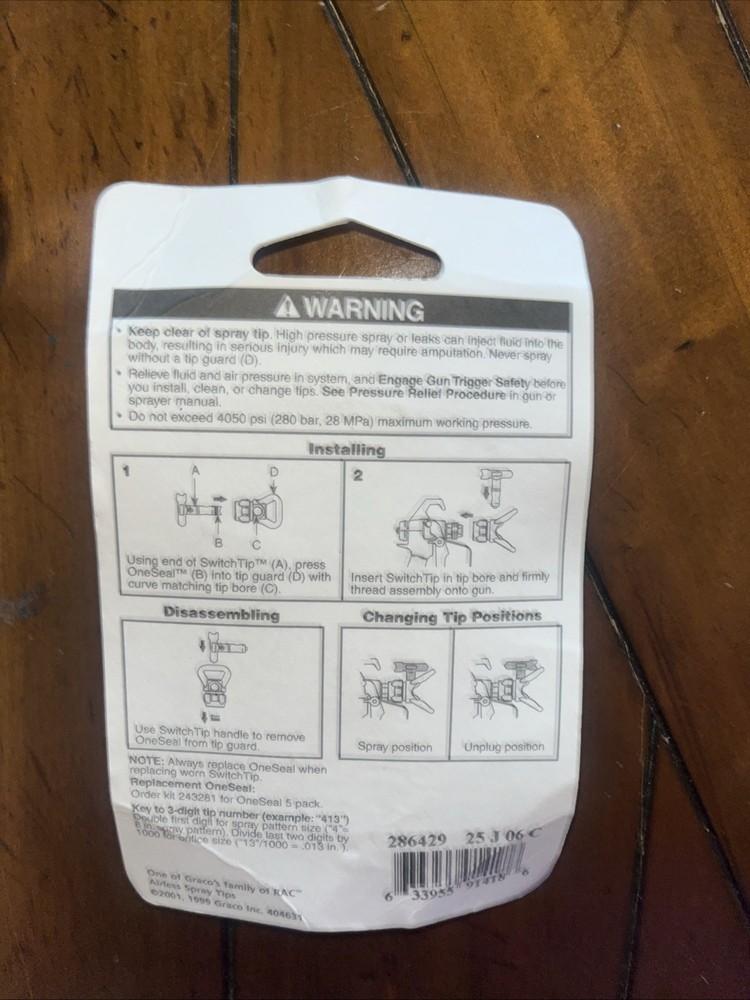 ⚠ WARNING
• Keep clear of spray tip. High pressure spray or leaks can inject fluid into the
body, resulting in serious injury which may require amputation. Never spray
without a tip guard (D).
• Relieve fluid and air pressure in system, and Engage Gun Trigger Safety before
you install, clean, or change tips. See Pressure Relief Procedure in gun or
sprayer manual.
• Do not exceed 4050 psi (280 bar, 28 MPa) maximum working pressure.
Installing
1
A
D
B
C
Using end of SwitchTip™ (A), press
OneSeal™ (B) into tip guard (D) with
curve matching tip bore (C).
2
Insert SwitchTip in tip bore and firmly
thread assembly onto gun.
Disassembling
Use SwitchTip handle to remove
OneSeal from tip guard.
Changing Tip Positions
Spray position
Unplug position
NOTE: Always replace OneSeal when
replacing worn SwitchTip.
Replacement OneSeal:
Order kit 243281 for OneSeal 5 pack.
Key to 3-digit tip number (example: "413")
Double first digit for spray pattern size ("4"=
8 in. spray pattern). Divide last two digits by
1000 for orifice size ("13"/1000 = .013 in. ).
One of Graco's family of RAC™
Airless Spray Tips
©2001, 1999 Graco Inc. 404631
286429 25 J 06 C
6 33955 91418 6